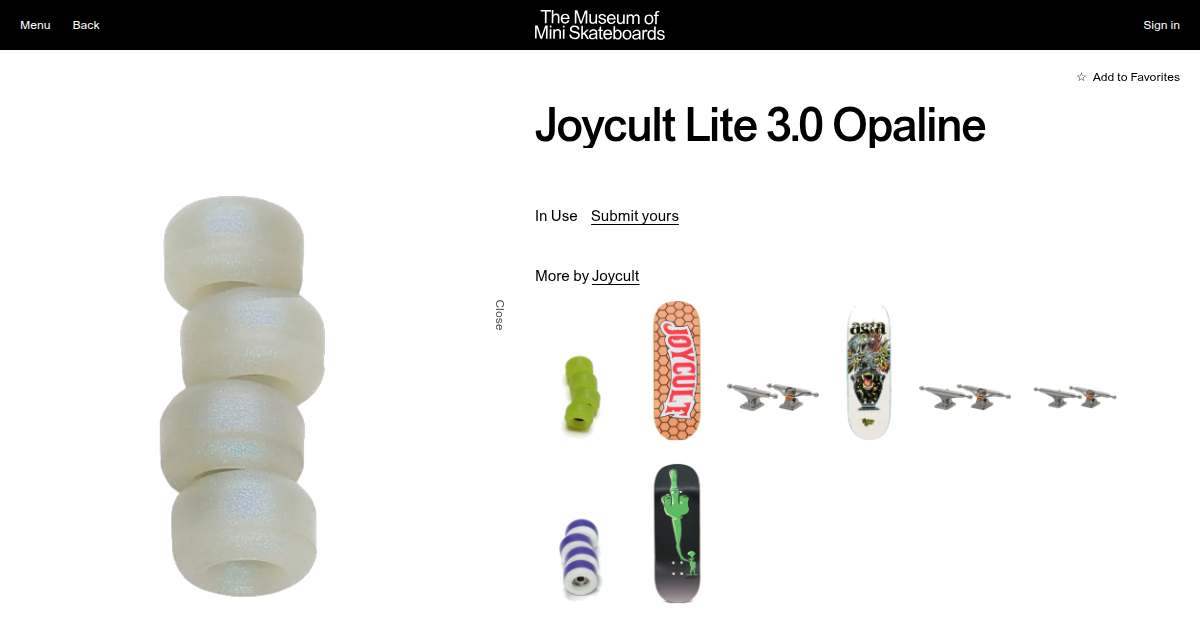 Menu
Back
The Museum of
Mini Skateboards
Sign in
☆ Add to Favorites
Joycult Lite 3.0 Opaline
In Use
Submit yours
More by Joycult
Close
JOYCULT
asta